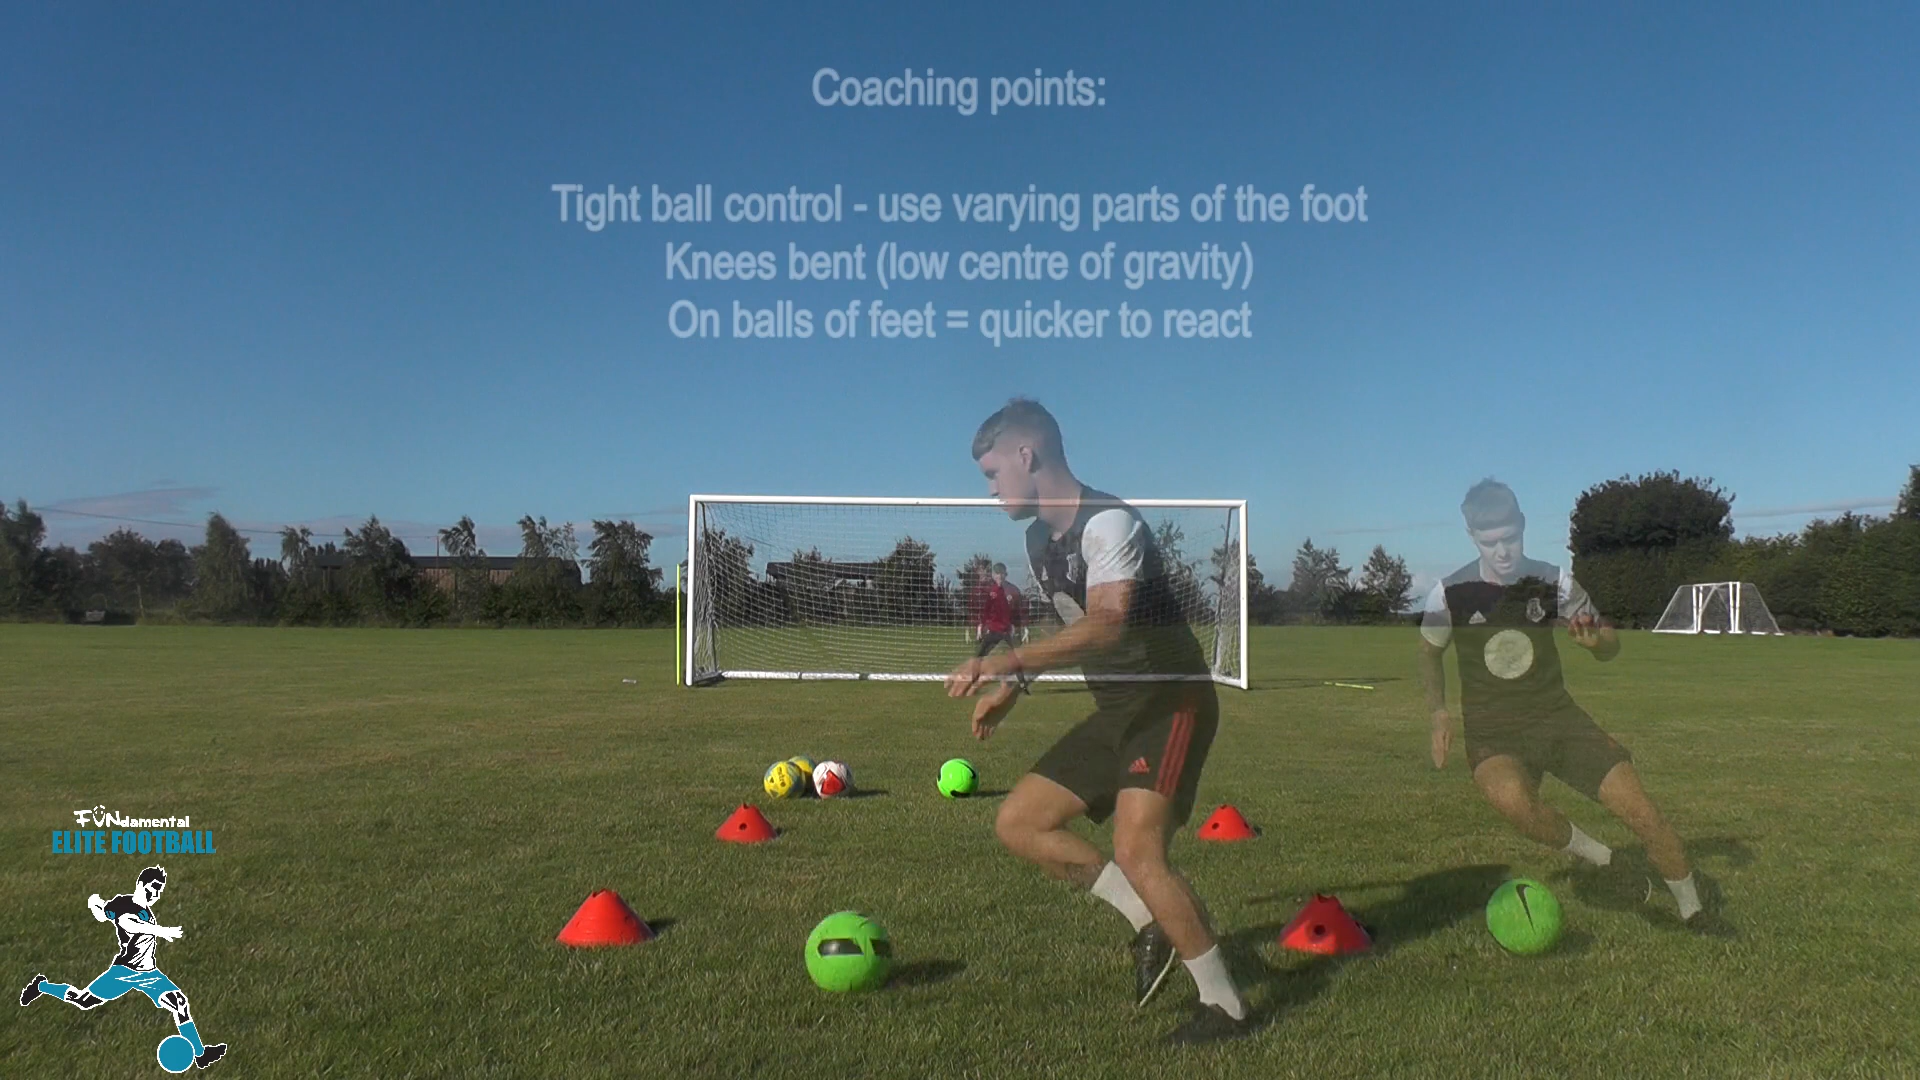 Coaching points:
Tight ball control - use varying parts of the foot
Knees bent (low centre of gravity)
On balls of feet = quicker to react
FUNdamental
ELITE FOOTBALL